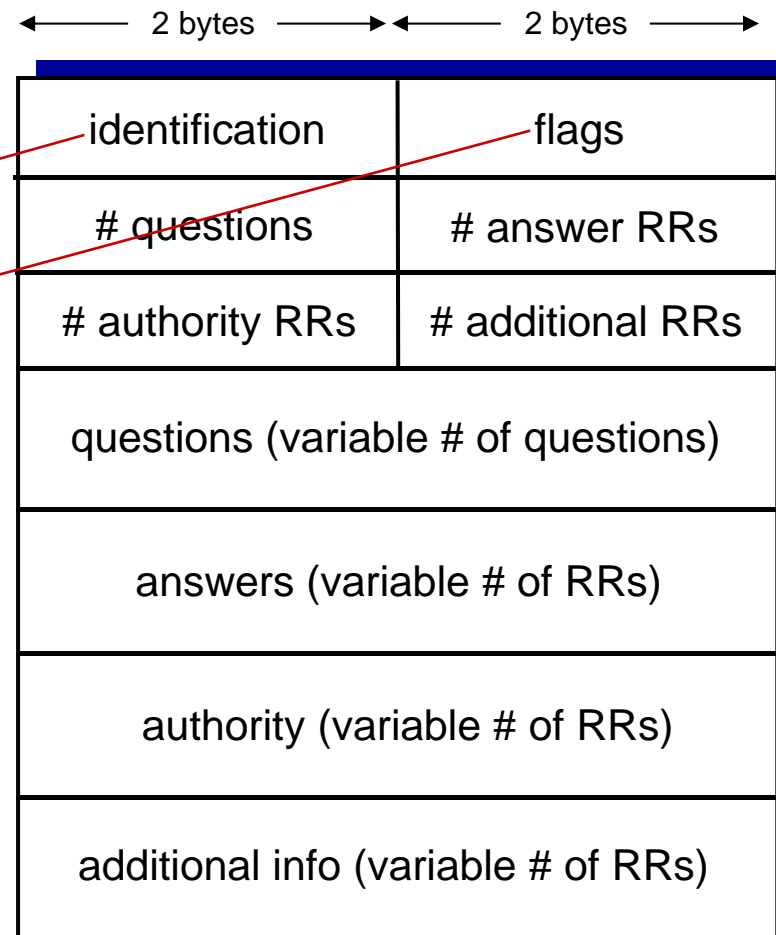 2 bytes 2 bytes
identification flags
# questions # answer RRs
# authority RRs # additional RRs
questions (variable # of questions)
answers (variable # of RRs)
authority (variable # of RRs)
additional info (variable # of RRs)